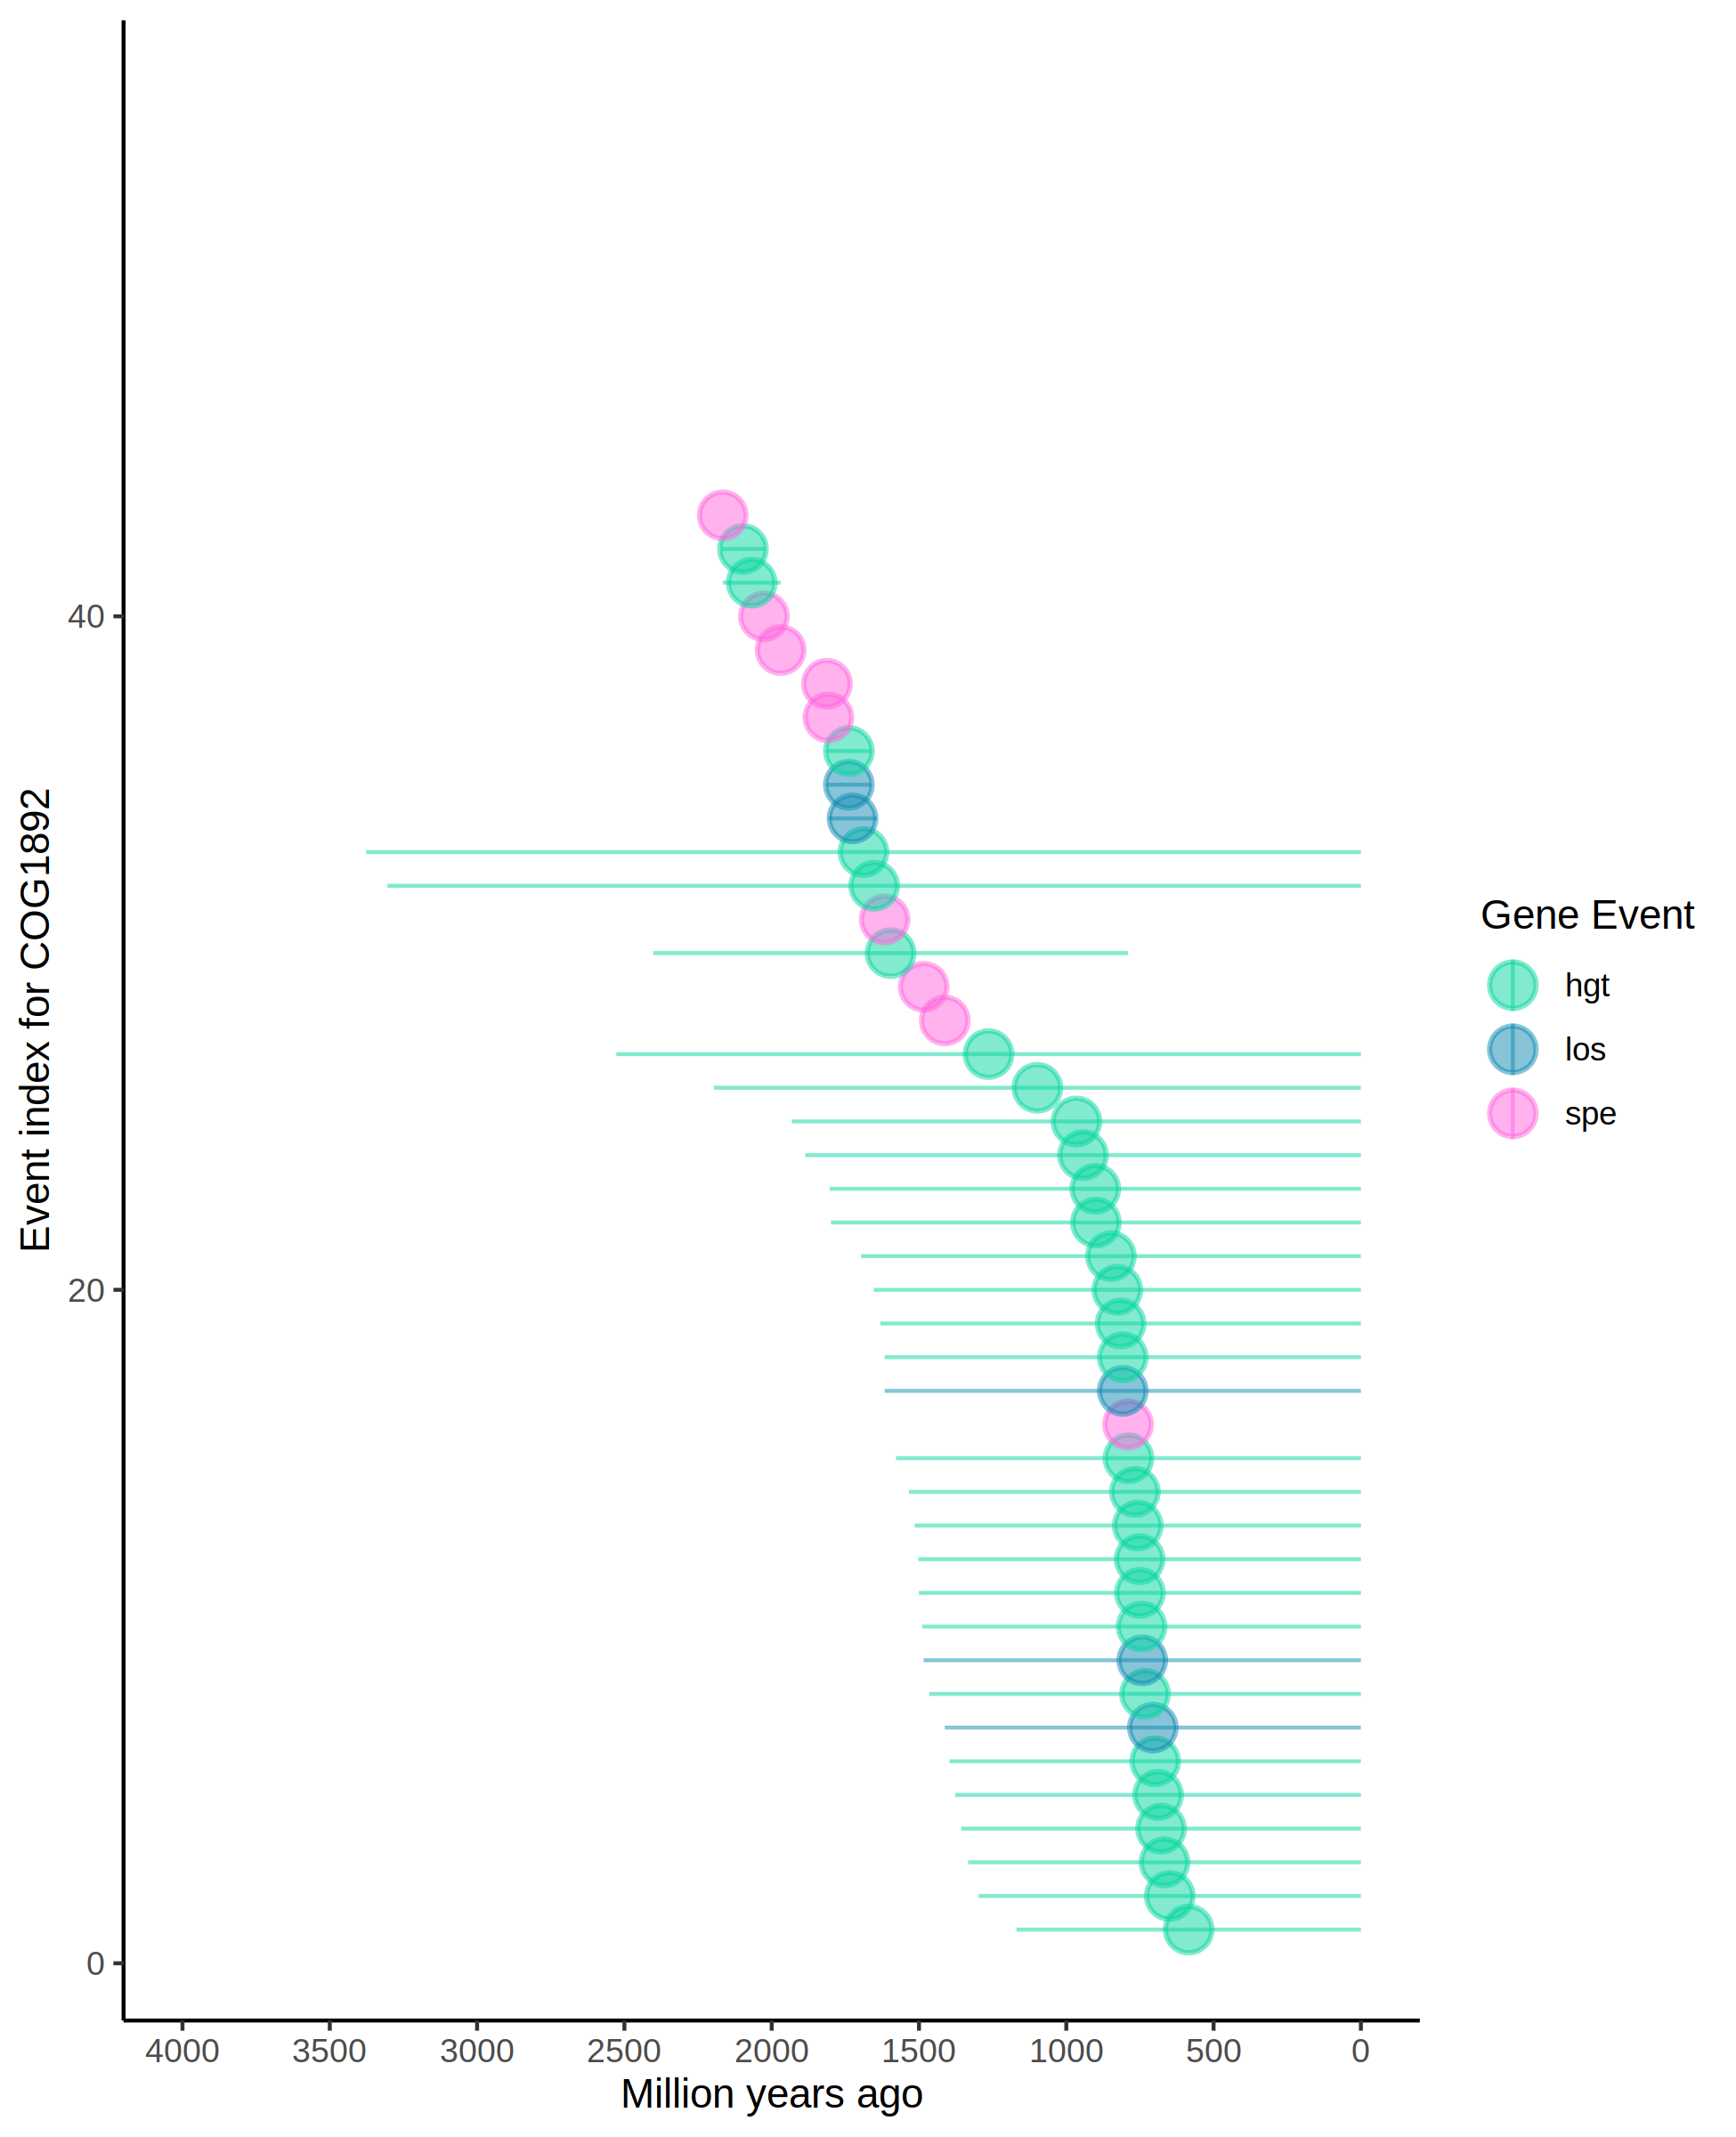 Event index for COG1892
40
20
0
4000 3500 3000 2500 2000 1500 1000 500 0
Million years ago
Gene Event
hgt
los
spe